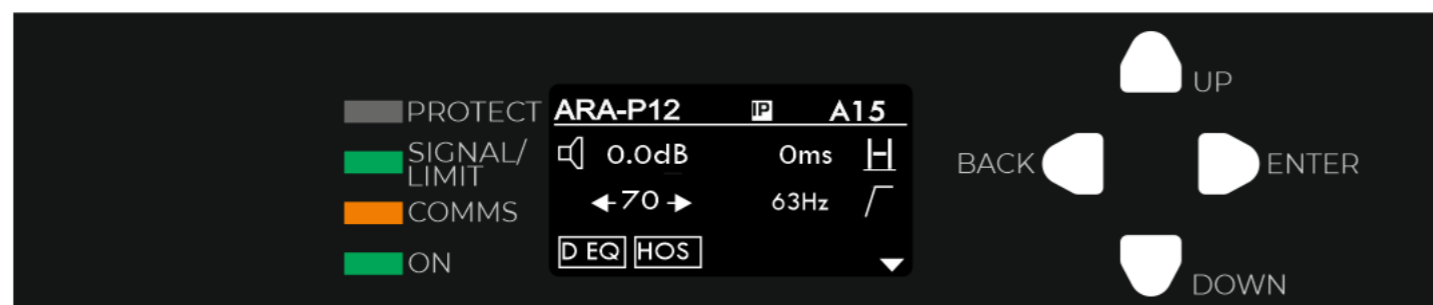 PROTECT
SIGNAL/
LIMIT
COMMS
ON
ARA-P12 IP A15
0.0dB 0ms
70 63Hz
D EQ HOS
UP
BACK ENTER
DOWN